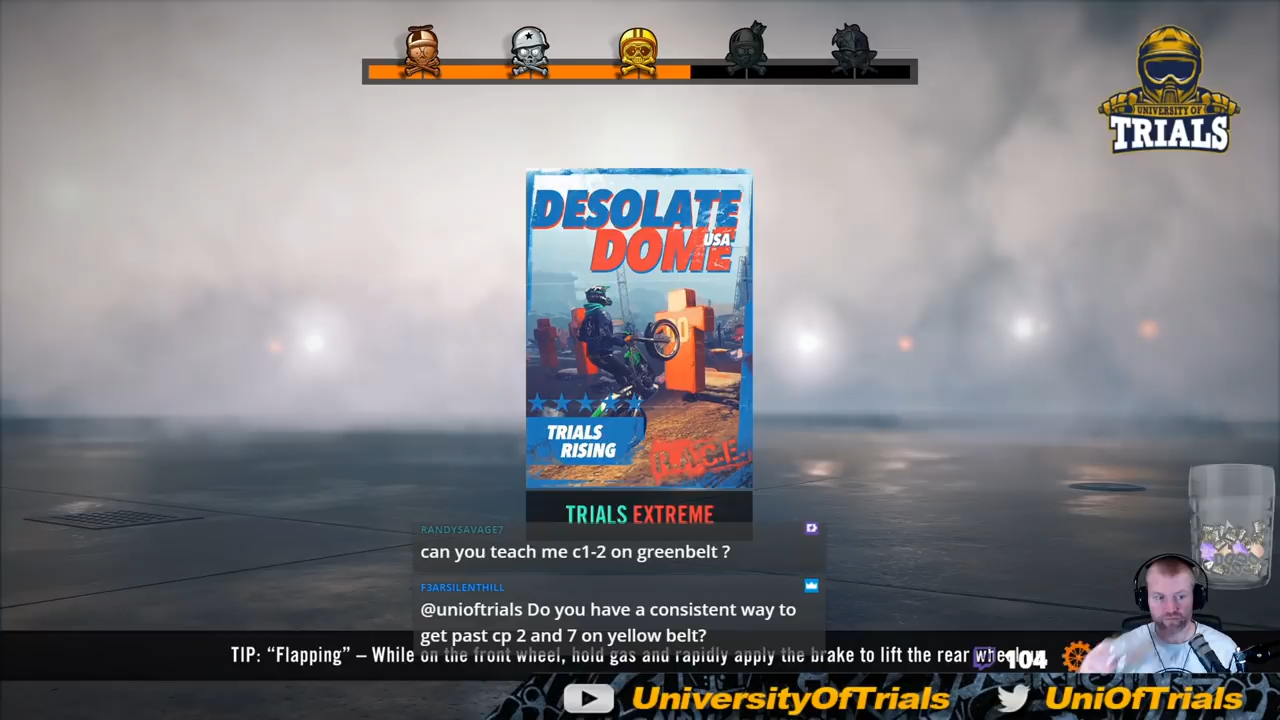 UNIVERSITY OF
TRIALS
DESOLATE
DOME
USA
TRIALS
RISING
R.A.C.E.
TRIALS EXTREME
RANDYSAVAGE7
can you teach me c1-2 on greenbelt ?
F3ARSILENTHILL
@unioftrials Do you have a consistent way to
get past cp 2 and 7 on yellow belt?
TIP: “Flapping” – While on the front wheel, hold gas and rapidly apply the brake to lift the rear wheel
104
UniversityOfTrials
UniOfTrials